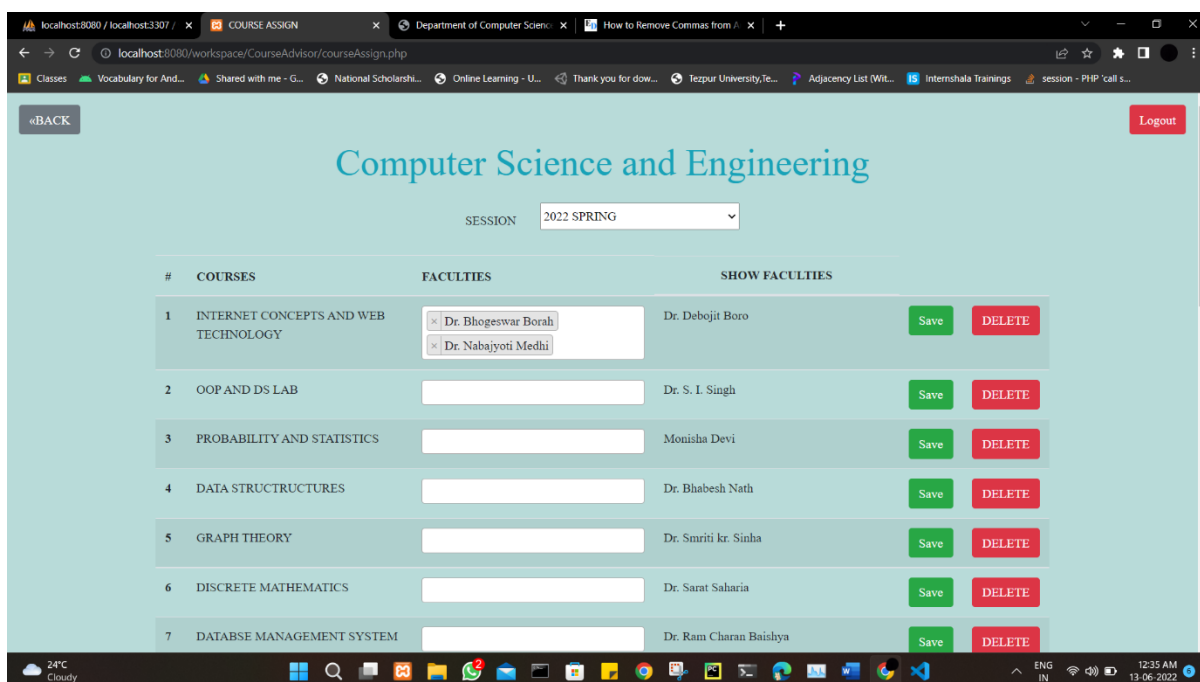 localhost:8080 / localhost:3307 / × COURSE ASSIGN × Department of Computer Scienc × How to Remove Commas from A × +
localhost:8080/workspace/CourseAdvisor/courseAssign.php
Classes Vocabulary for And... Shared with me - G... National Scholarshi... Online Learning - U... Thank you for dow... Tezpur University,Te... Adjacency List (Wit... IS Internshala Trainings session - PHP 'call s...
«BACK Logout
Computer Science and Engineering
SESSION 2022 SPRING
# COURSES FACULTIES SHOW FACULTIES
1 INTERNET CONCEPTS AND WEB × Dr. Bhogeswar Borah Dr. Debojit Boro Save DELETE
TECHNOLOGY × Dr. Nabajyoti Medhi
2 OOP AND DS LAB Dr. S. I. Singh Save DELETE
3 PROBABILITY AND STATISTICS Monisha Devi Save DELETE
4 DATA STRUCTRUCTURES Dr. Bhabesh Nath Save DELETE
5 GRAPH THEORY Dr. Smriti kr. Sinha Save DELETE
6 DISCRETE MATHEMATICS Dr. Sarat Saharia Save DELETE
7 DATABSE MANAGEMENT SYSTEM Dr. Ram Charan Baishya Save DELETE
24°C ENG 12:35 AM
Cloudy IN 13-06-2022